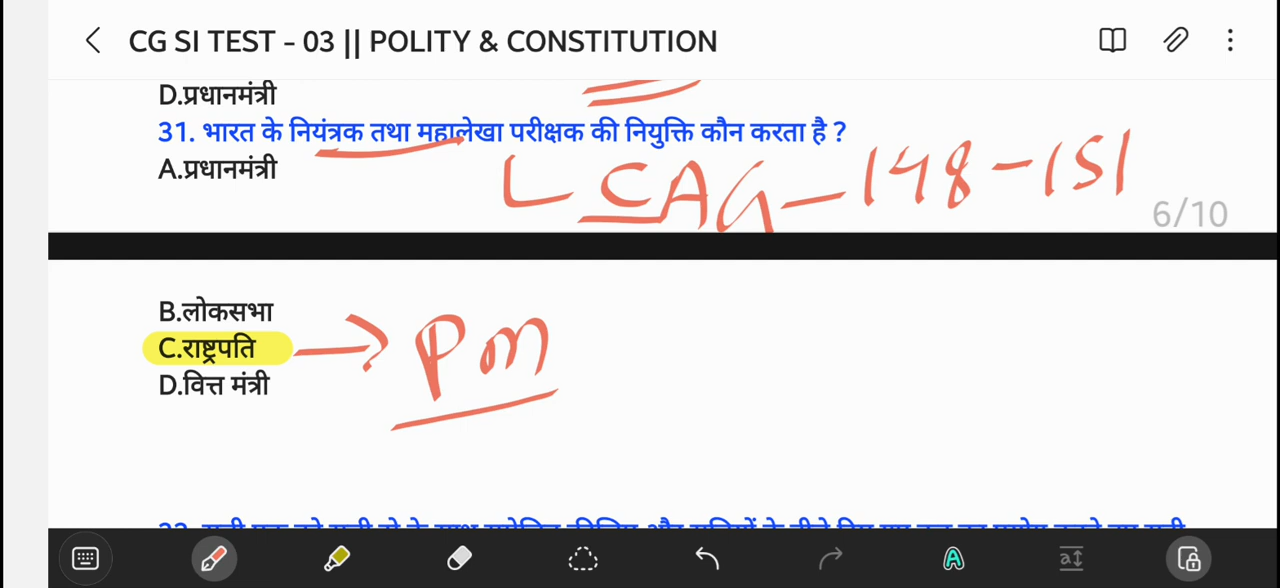 CG SI TEST - 03 || POLITY & CONSTITUTION
D.प्रधानमंत्री
31. भारत के नियंत्रक तथा महालेखा परीक्षक की नियुक्ति कौन करता है ?
A.प्रधानमंत्री
CAG - 148-151
6/10
B.लोकसभा
C.राष्ट्रपति
PM
D.वित्त मंत्री